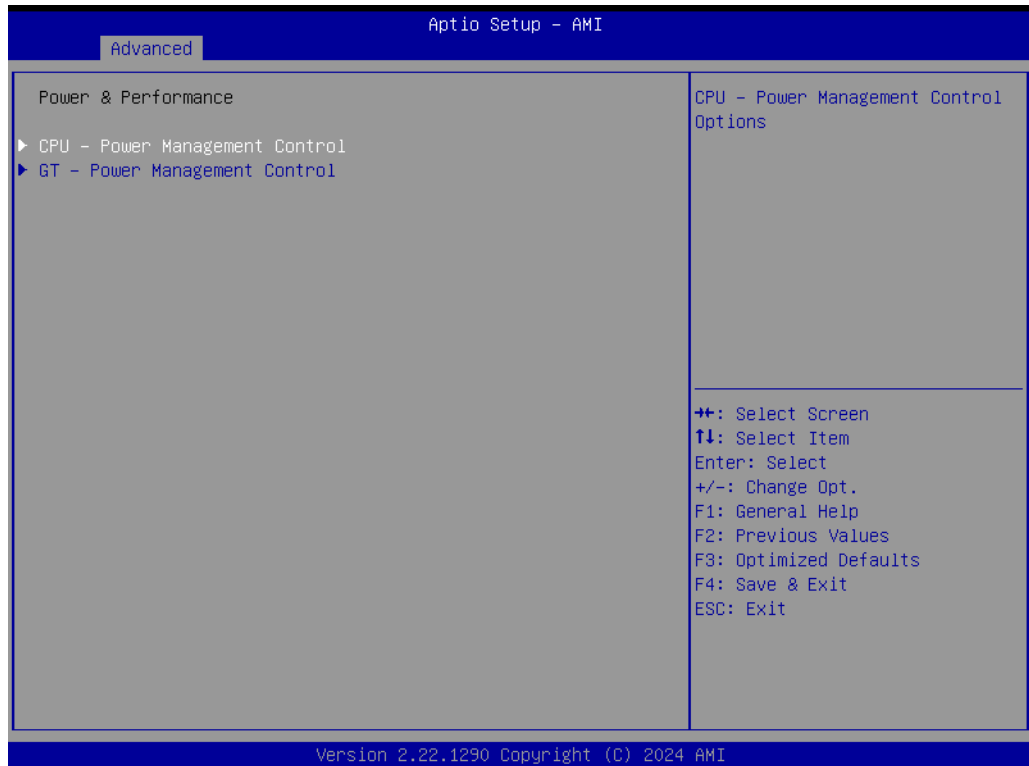 Aptio Setup – AMI
Advanced
Power & Performance
CPU – Power Management Control
GT – Power Management Control
CPU – Power Management Control
Options
→←: Select Screen
↑↓: Select Item
Enter: Select
+/–: Change Opt.
F1: General Help
F2: Previous Values
F3: Optimized Defaults
F4: Save & Exit
ESC: Exit
Version 2.22.1290 Copyright (C) 2024 AMI